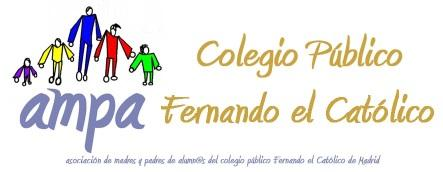 Colegio Público
ampa Fernando el Católico
asociación de madres y padres de alumn@s del colegio público Fernando el Católico de Madrid